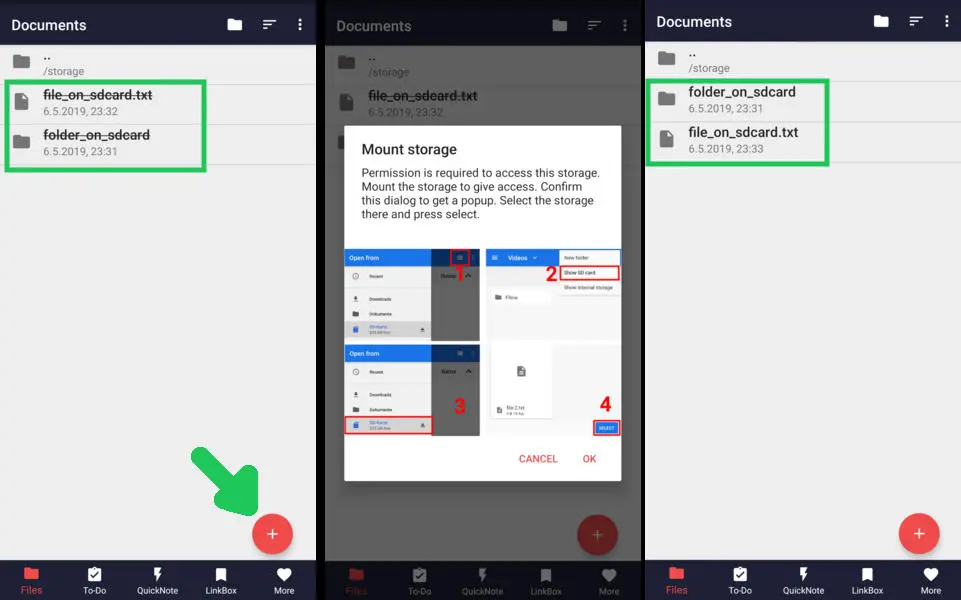 Documents
..
/storage
file_on_sdcard.txt
6.5.2019, 23:32
folder_on_sdcard
6.5.2019, 23:31
+
Files
To-Do
QuickNote
LinkBox
More
Documents
..
/storage
file_on_sdcard.txt
6.5.2019, 23:32
Mount storage
Permission is required to access this storage.
Mount the storage to give access. Confirm
this dialog to get a popup. Select the storage
there and press select.
Open from
1
Recent
Downloads
Dokumente
SD-Karte
Videos
New folder
2
Show SD card
Show internal storage
Filme
Open from
Recent
Downloads
Dokumente
3
SD-Karte
file 2.txt
4
SELECT
CANCEL
OK
+
Files
To-Do
QuickNote
LinkBox
More
Documents
..
/storage
folder_on_sdcard
6.5.2019, 23:31
file_on_sdcard.txt
6.5.2019, 23:33
+
Files
To-Do
QuickNote
LinkBox
More